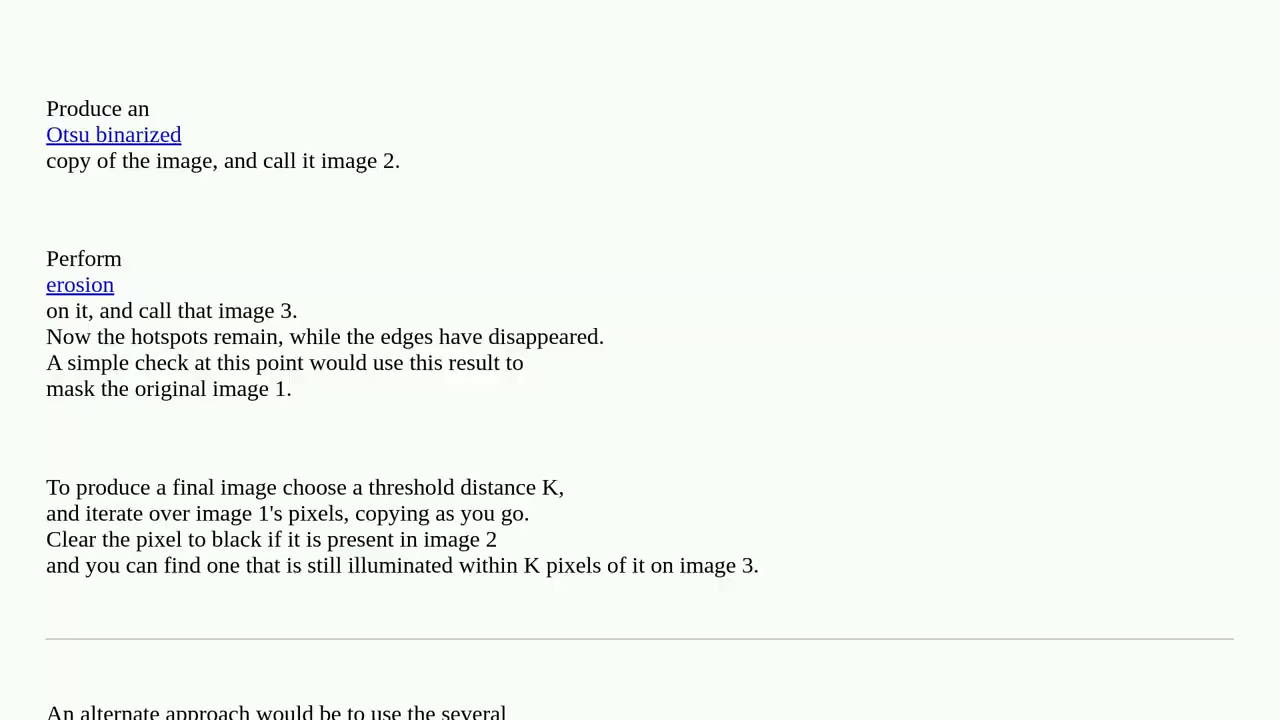 Produce an
Otsu binarized
copy of the image, and call it image 2.
Perform
erosion
on it, and call that image 3.
Now the hotspots remain, while the edges have disappeared.
A simple check at this point would use this result to
mask the original image 1.
To produce a final image choose a threshold distance K,
and iterate over image 1's pixels, copying as you go.
Clear the pixel to black if it is present in image 2
and you can find one that is still illuminated within K pixels of it on image 3.
An alternate approach would be to use the several